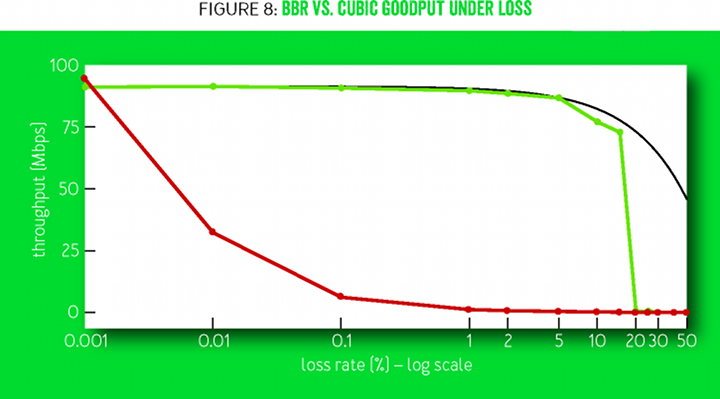 FIGURE 8: BBR VS. CUBIC GOODPUT UNDER LOSS
100
75
50
25
0
throughput (Mbps)
0.001 0.01 0.1 1 2 5 10 20 30 50
loss rate (%) – log scale